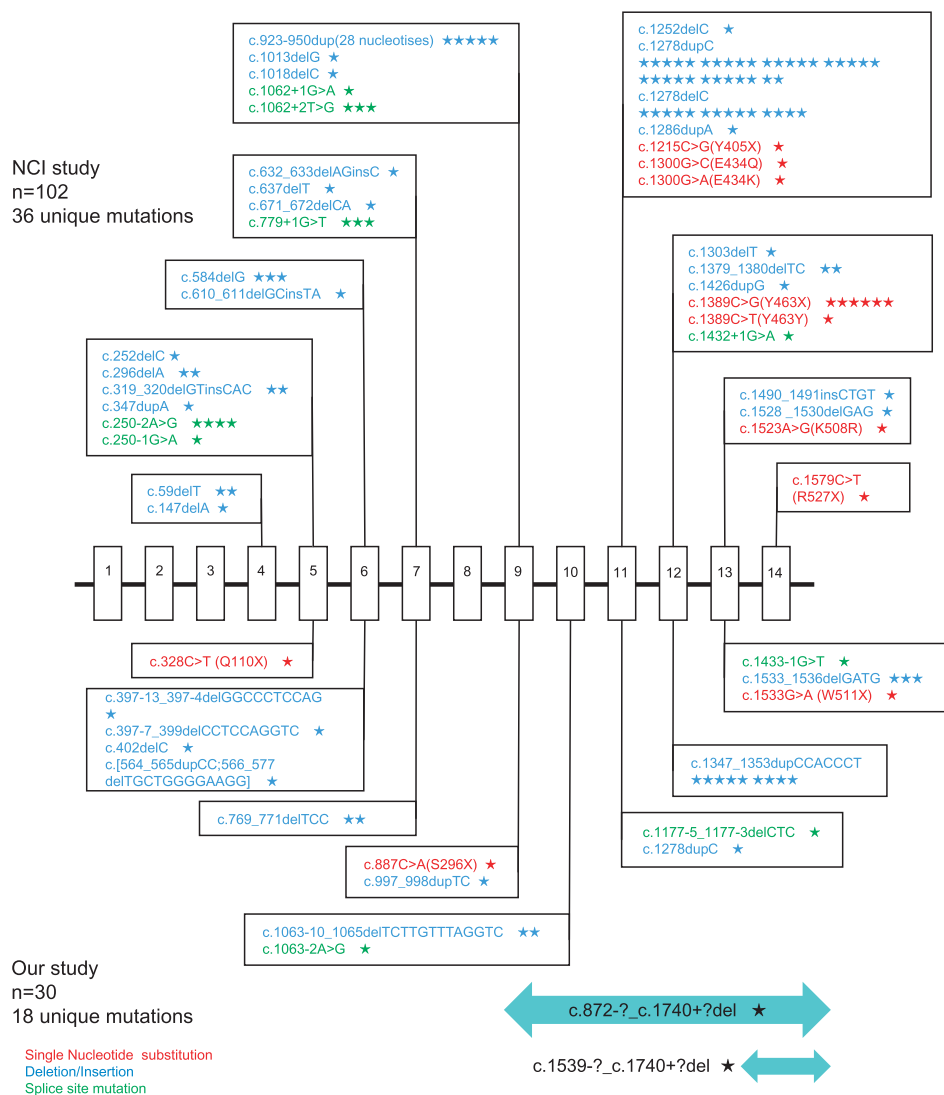 c.923-950dup(28 nucleotises) ★★★★★
c.1013delG ★
c.1018delC ★
c.1062+1G>A ★
c.1062+2T>G ★★★
c.1252delC ★
c.1278dupC
★★★★★ ★★★★★ ★★★★★ ★★★★★
★★★★★ ★★★★★ ★★
c.1278delC
★★★★★ ★★★★★ ★★★★
c.1286dupA ★
c.1215C>G(Y405X) ★
c.1300G>C(E434Q) ★
c.1300G>A(E434K) ★
NCI study
n=102
36 unique mutations
c.632_633delAGinsC ★
c.637delT ★
c.671_672delCA ★
c.779+1G>T ★★★
c.584delG ★★★
c.610_611delGCinsTA ★
c.1303delT ★
c.1379_1380delTC ★★
c.1426dupG ★
c.1389C>G(Y463X) ★★★★★★
c.1389C>T(Y463Y) ★
c.1432+1G>A ★
c.252delC ★
c.296delA ★★
c.319_320delGTinsCAC ★★
c.347dupA ★
c.250-2A>G ★★★★
c.250-1G>A ★
c.1490_1491insCTGT ★
c.1528 _1530delGAG ★
c.1523A>G(K508R) ★
c.59delT ★★
c.147delA ★
c.1579C>T
(R527X) ★
1 2 3 4 5 6 7 8 9 10 11 12 13 14
c.328C>T (Q110X) ★
c.1433-1G>T ★
c.1533_1536delGATG ★★★
c.1533G>A (W511X) ★
c.397-13_397-4delGGCCCTCCAG
★
c.397-7_399delCCTCCAGGTC ★
c.402delC ★
c.[564_565dupCC;566_577
delTGCTGGGGAAGG] ★
c.1347_1353dupCCACCCT
★★★★★ ★★★★
c.769_771delTCC ★★
c.1177-5_1177-3delCTC ★
c.1278dupC ★
c.887C>A(S296X) ★
c.997_998dupTC ★
c.1063-10_1065delTCTTGTTTAGGTC ★★
c.1063-2A>G ★
Our study
n=30
18 unique mutations
c.872-?_c.1740+?del ★
c.1539-?_c.1740+?del ★
Single Nucleotide substitution
Deletion/Insertion
Splice site mutation